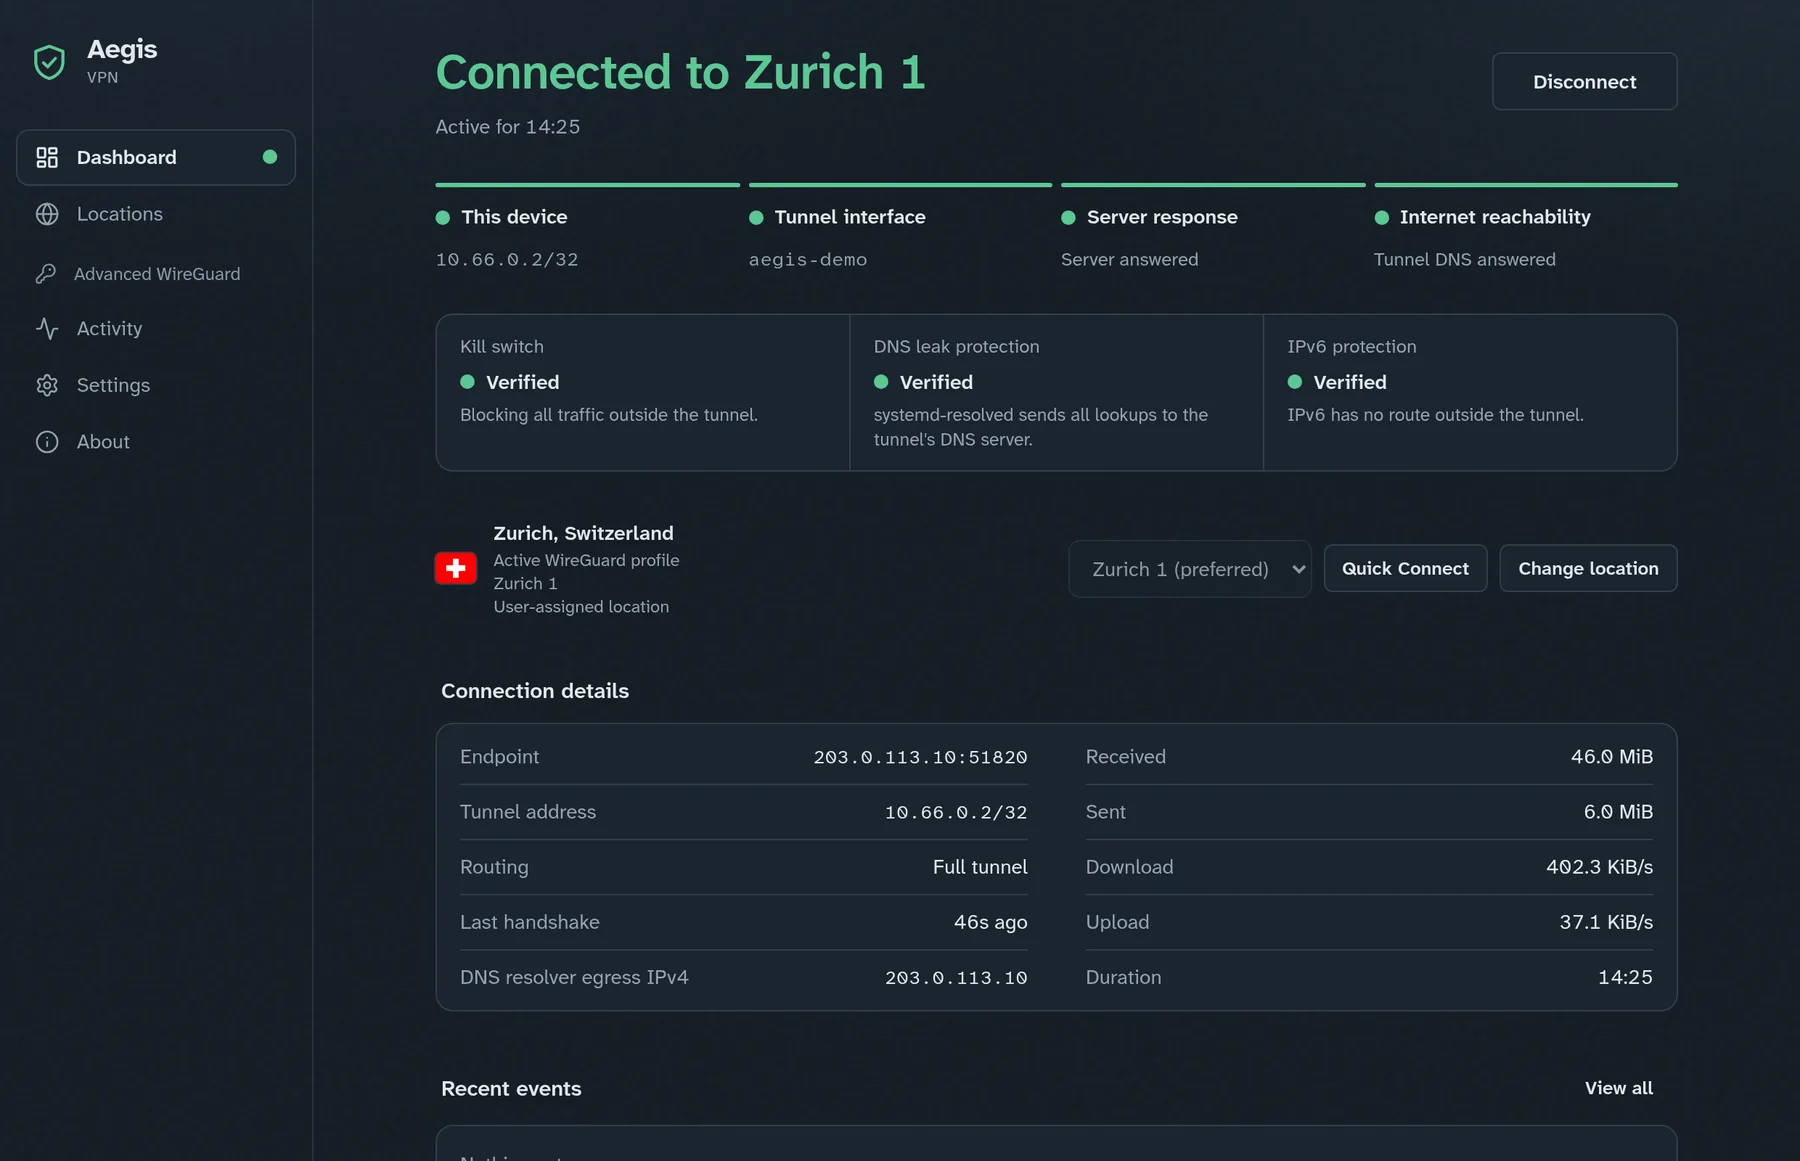 Aegis
VPN
Dashboard
Locations
Advanced WireGuard
Activity
Settings
About
Connected to Zurich 1
Active for 14:25
Disconnect
This device
10.66.0.2/32
Tunnel interface
aegis-demo
Server response
Server answered
Internet reachability
Tunnel DNS answered
Kill switch
Verified
Blocking all traffic outside the tunnel.
DNS leak protection
Verified
systemd-resolved sends all lookups to the
tunnel's DNS server.
IPv6 protection
Verified
IPv6 has no route outside the tunnel.
Zurich, Switzerland
Active WireGuard profile
Zurich 1
User-assigned location
Zurich 1 (preferred)
Quick Connect
Change location
Connection details
Endpoint 203.0.113.10:51820
Tunnel address 10.66.0.2/32
Routing Full tunnel
Last handshake 46s ago
DNS resolver egress IPv4 203.0.113.10
Received 46.0 MiB
Sent 6.0 MiB
Download 402.3 KiB/s
Upload 37.1 KiB/s
Duration 14:25
Recent events
View all